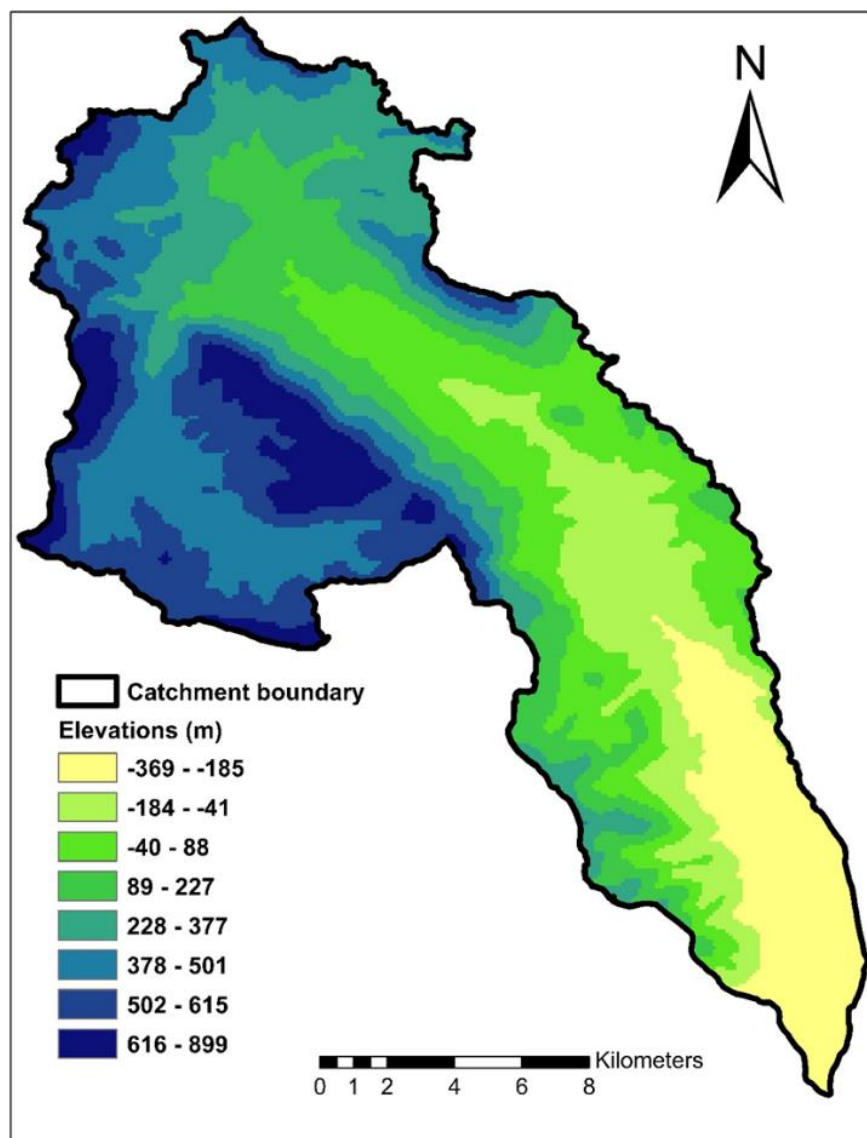 N
Catchment boundary
Elevations (m)
-369 - -185
-184 - -41
-40 - 88
89 - 227
228 - 377
378 - 501
502 - 615
616 - 899
Kilometers
0 1 2 4 6 8